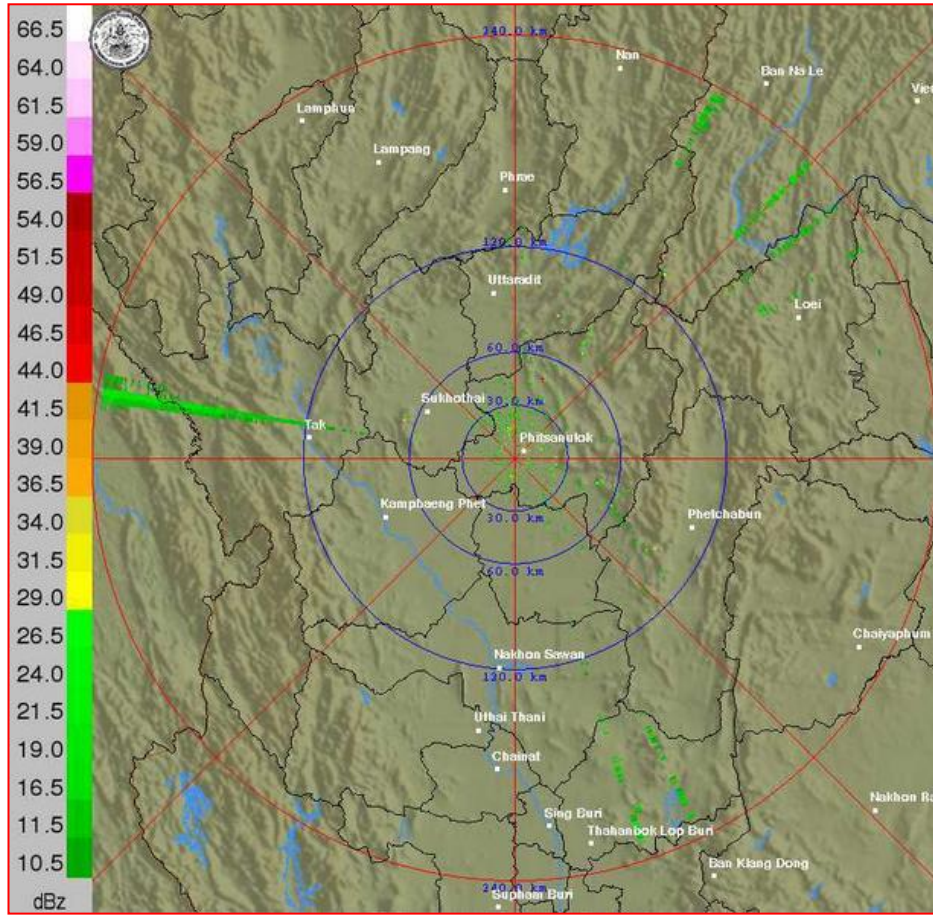 66.5
64.0
61.5
59.0
56.5
54.0
51.5
49.0
46.5
44.0
41.5
39.0
36.5
34.0
31.5
29.0
26.5
24.0
21.5
19.0
16.5
11.5
10.5
dBz
240.0 km
Nan
Ban Na Le
Lamphun
Lampang
Phrae
120.0 km
Uttaradit
Loei
60.0 km
30.0 km
Sukhothai
Tak
Phitsanulok
Kamphaeng Phet
30.0 km
Phetchabun
60.0 km
Chaiyaphum
Nakhon Sawan
120.0 km
Uthai Thani
Chainat
Sing Buri
Thahanbok Lop Buri
Ban Klang Dong
240.0 km
Supham Buri